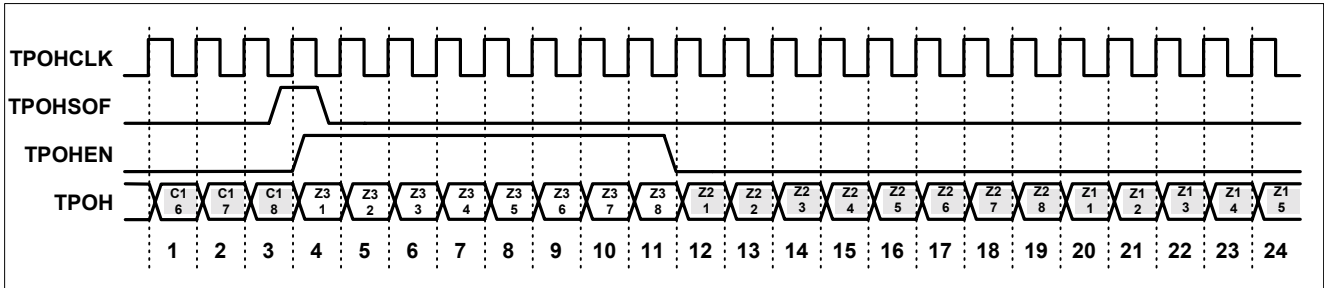 TPOHCLK
TPOHSOF
TPOHEN
TPOH
C1 C1 C1 Z3 Z3 Z3 Z3 Z3 Z3 Z3 Z3 Z2 Z2 Z2 Z2 Z2 Z2 Z2 Z2 Z1 Z1 Z1 Z1 Z1
6 7 8 1 2 3 4 5 6 7 8 1 2 3 4 5 6 7 8 1 2 3 4 5
1 2 3 4 5 6 7 8 9 10 11 12 13 14 15 16 17 18 19 20 21 22 23 24